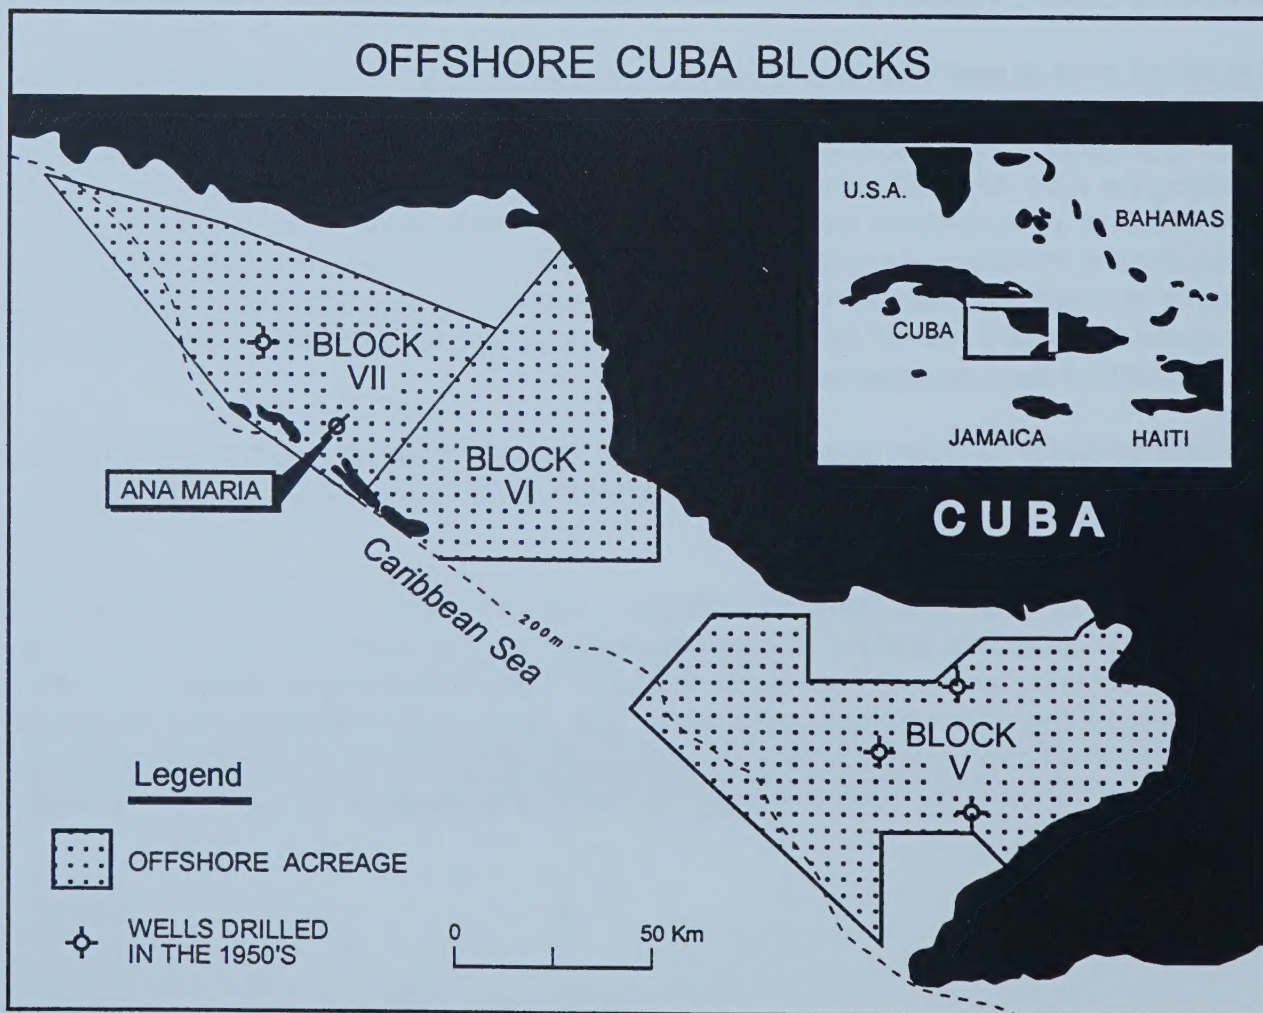 OFFSHORE CUBA BLOCKS
U.S.A.
BAHAMAS
CUBA
JAMAICA
HAITI
BLOCK
VII
BLOCK
VI
ANA MARIA
CUBA
Caribbean Sea
200m
BLOCK
V
Legend
OFFSHORE ACREAGE
WELLS DRILLED
IN THE 1950'S
0
50 Km